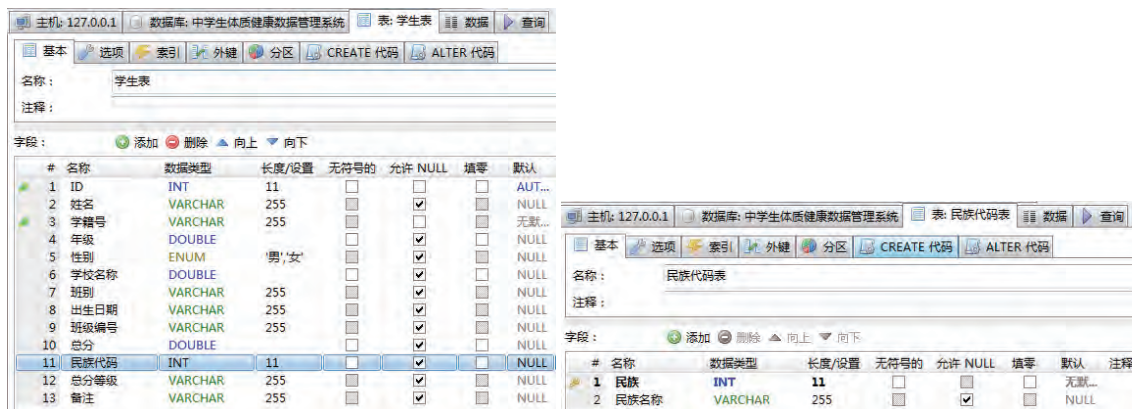 主机: 127.0.0.1 数据库: 中学生体质健康数据管理系统 表: 学生表 数据 查询
基本 选项 索引 外键 分区 CREATE 代码 ALTER 代码
名称： 学生表
注释：
字段： 添加 删除 向上 向下
# 名称 数据类型 长度/设置 无符号的 允许 NULL 填零 默认
1 ID INT 11 AUT...
2 姓名 VARCHAR 255 NULL
3 学籍号 VARCHAR 255 无默...
4 年级 DOUBLE NULL
5 性别 ENUM '男','女' NULL
6 学校名称 DOUBLE NULL
7 班别 VARCHAR 255 NULL
8 出生日期 VARCHAR 255 NULL
9 班级编号 VARCHAR 255 NULL
10 总分 DOUBLE NULL
11 民族代码 INT 11 NULL
12 总分等级 VARCHAR 255 NULL
13 备注 VARCHAR 255 NULL
主机: 127.0.0.1 数据库: 中学生体质健康数据管理系统 表: 民族代码表 数据 查询
基本 选项 索引 外键 分区 CREATE 代码 ALTER 代码
名称： 民族代码表
注释：
字段： 添加 删除 向上 向下
# 名称 数据类型 长度/设置 无符号的 允许 NULL 填零 默认 注释
1 民族 INT 11 无默...
2 民族名称 VARCHAR 255 NULL